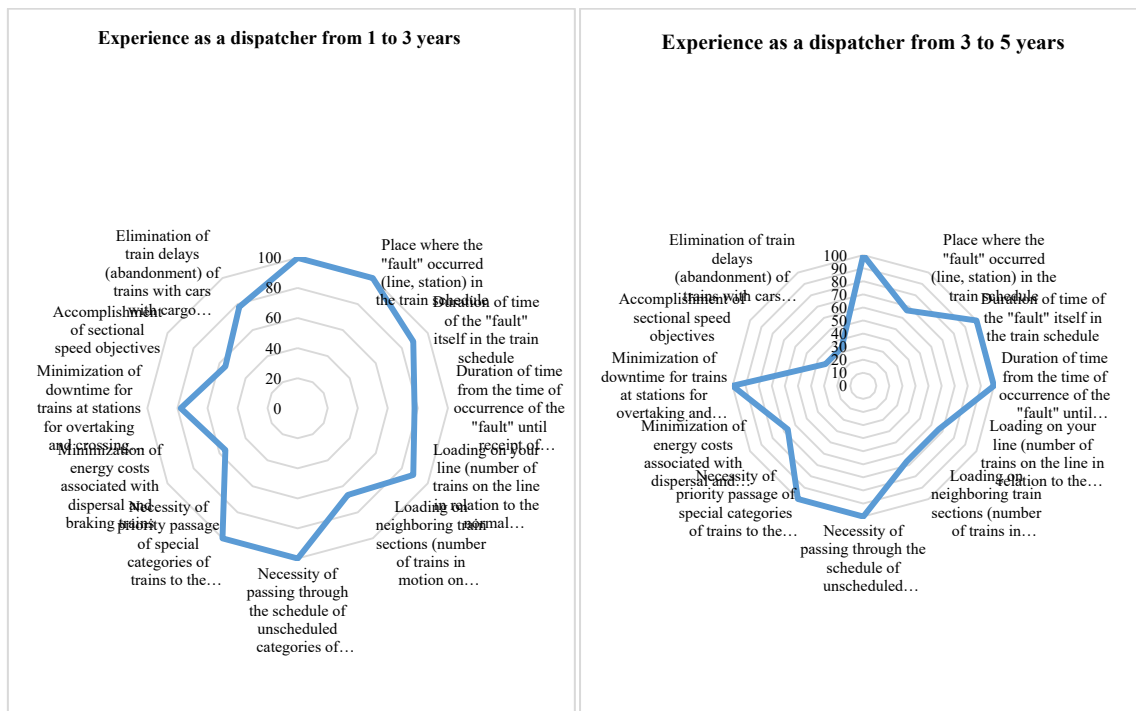 Experience as a dispatcher from 1 to 3 years
100
80
60
40
20
0
Place where the
"fault" occurred
(line, station) in
the train schedule
Duration of time
of the "fault"
itself in the train
schedule
Duration of time
from the time of
occurrence of the
"fault" until
receipt of…
Loading on your
line (number of
trains on the line
in relation to the
normal…
Loading on
neighboring train
sections (number
of trains in
motion on…
Necessity of
passing through
the schedule of
unscheduled
categories of…
Necessity of
priority passage
of special
categories of
trains to the…
Minimization of
energy costs
associated with
dispersal and
braking trains
Minimization of
downtime for
trains at stations
for overtaking
and crossing…
Accomplishment
of sectional
speed objectives
Elimination of
train delays
(abandonment) of
trains with cars
with cargo…
Experience as a dispatcher from 3 to 5 years
100
90
80
70
60
50
40
30
20
10
0
Place where the
"fault" occurred
(line, station) in the
train schedule
Duration of time of
the "fault" itself in
the train schedule
Duration of time
from the time of
occurrence of the
"fault" until…
Loading on your
line (number of
trains on the line in
relation to the…
Loading on
neighboring train
sections (number
of trains in…
Necessity of
passing through the
schedule of
unscheduled…
Necessity of
priority passage of
special categories
of trains to the…
Minimization of
energy costs
associated with
dispersal and…
Minimization of
downtime for trains
at stations for
overtaking and…
Accomplishment of
sectional speed
objectives
Elimination of train
delays
(abandonment) of
trains with cars…